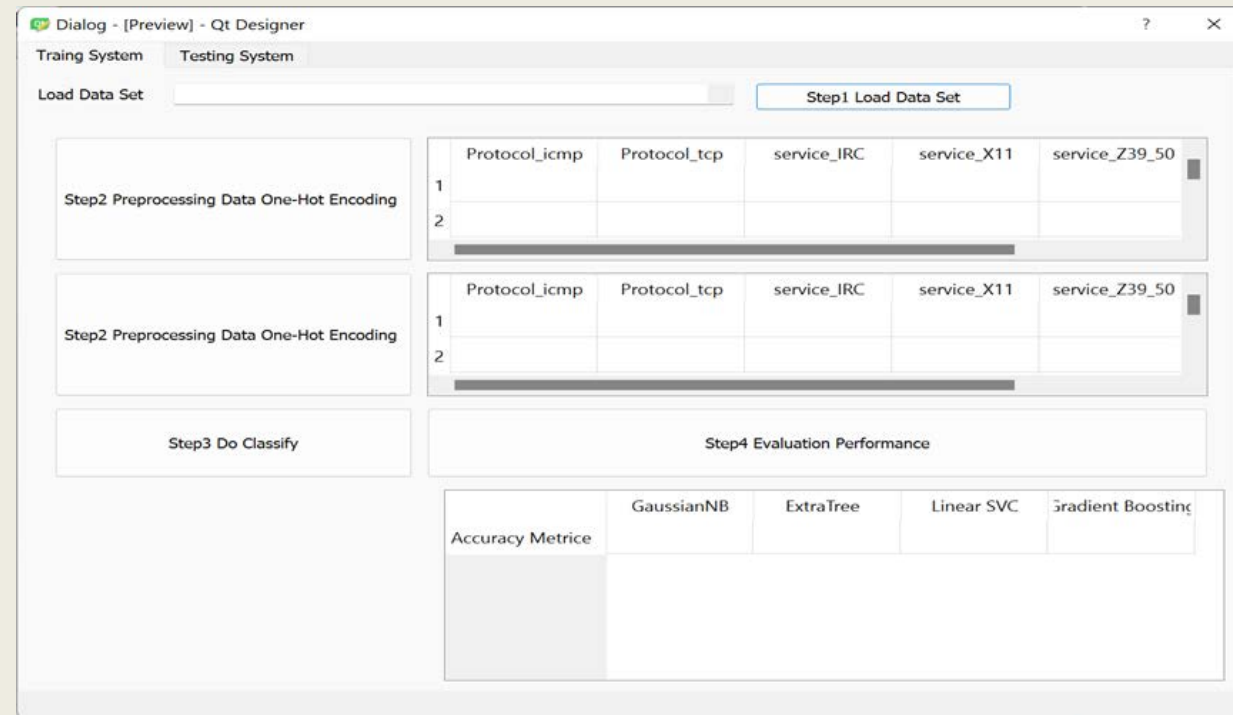 Dialog - [Preview] - Qt Designer ?
Traing System Testing System
Load Data Set Step1 Load Data Set
Step2 Preprocessing Data One-Hot Encoding
Protocol_icmp Protocol_tcp service_IRC service_X11 service_Z39_50
1
2
Step2 Preprocessing Data One-Hot Encoding
Protocol_icmp Protocol_tcp service_IRC service_X11 service_Z39_50
1
2
Step3 Do Classify Step4 Evaluation Performance
GaussianNB ExtraTree Linear SVC Gradient Boosting
Accuracy Metrice